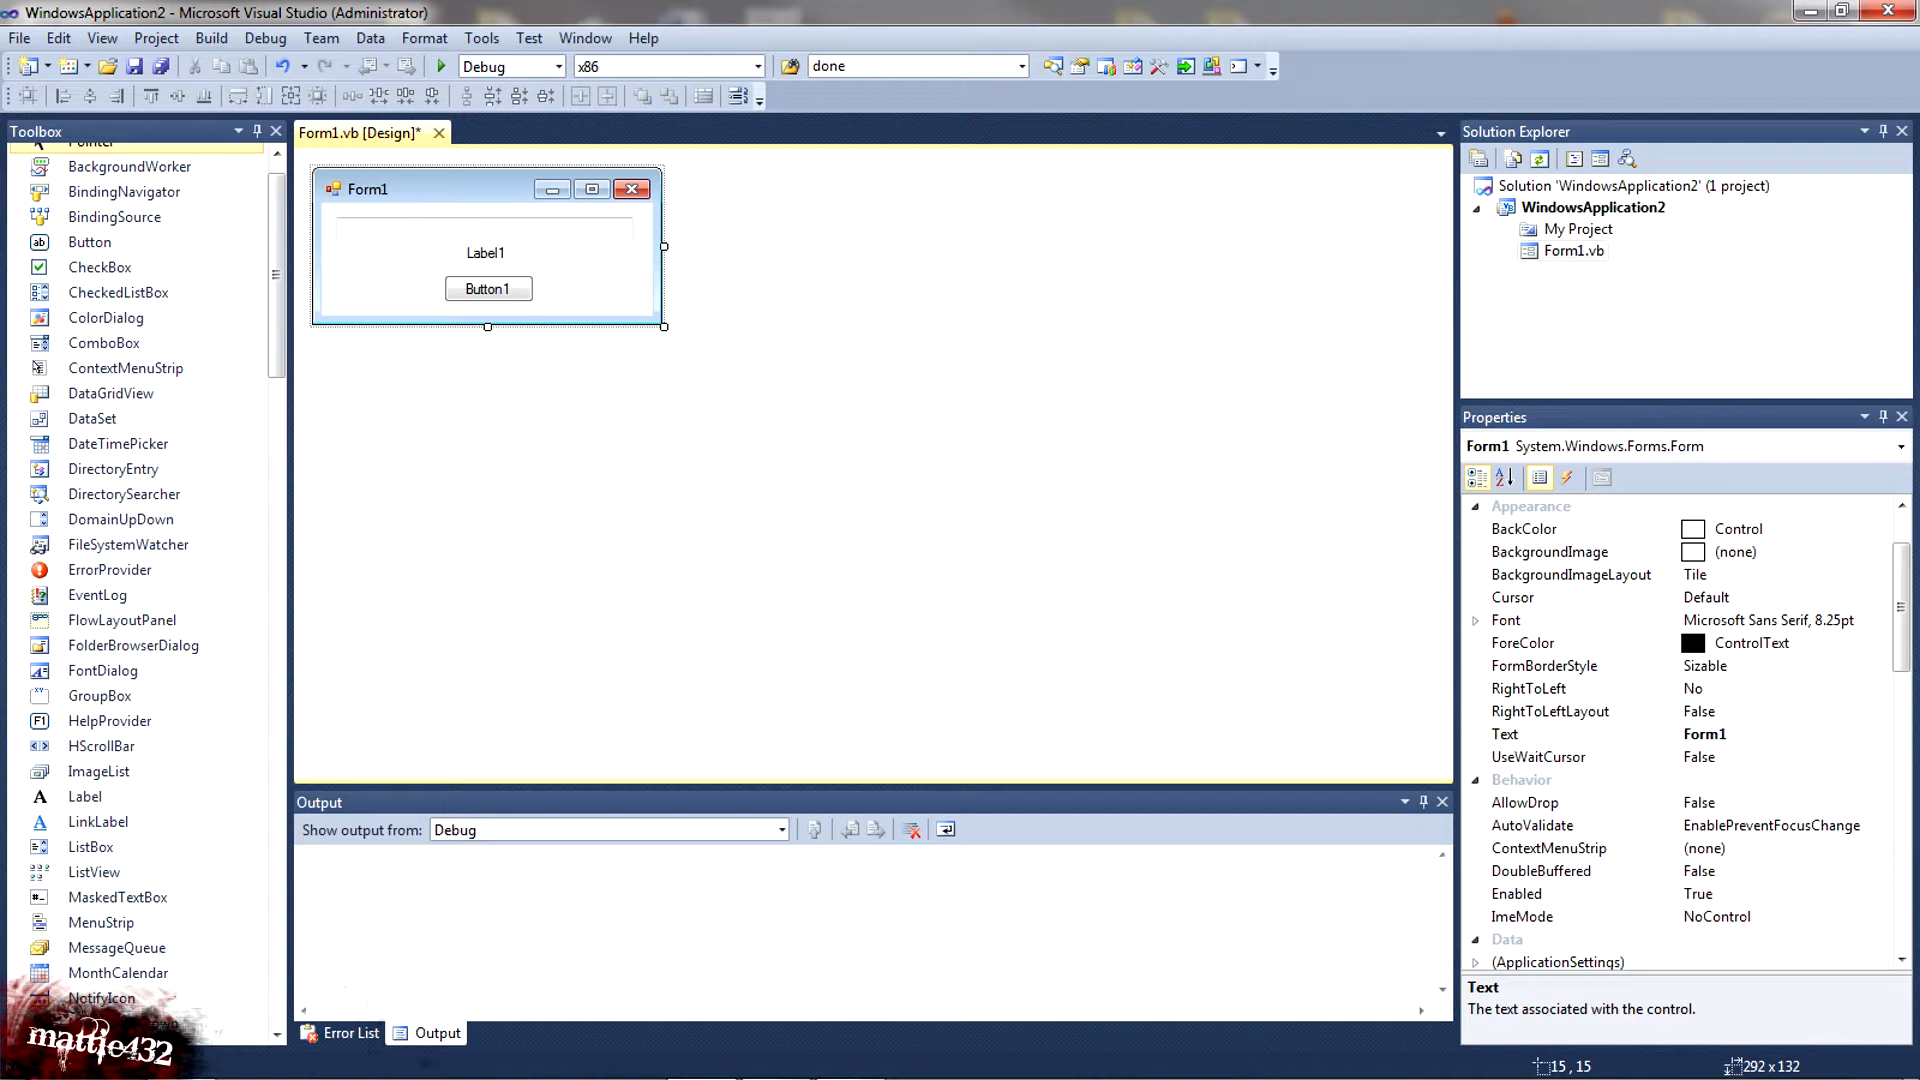 WindowsApplication2 - Microsoft Visual Studio (Administrator)
File Edit View Project Build Debug Team Data Format Tools Test Window Help
Debug x86 done
Toolbox
Pointer
BackgroundWorker
BindingNavigator
BindingSource
Button
CheckBox
CheckedListBox
ColorDialog
ComboBox
ContextMenuStrip
DataGridView
DataSet
DateTimePicker
DirectoryEntry
DirectorySearcher
DomainUpDown
FileSystemWatcher
ErrorProvider
EventLog
FlowLayoutPanel
FolderBrowserDialog
FontDialog
GroupBox
HelpProvider
HScrollBar
ImageList
Label
LinkLabel
ListBox
ListView
MaskedTextBox
MenuStrip
MessageQueue
MonthCalendar
NotifyIcon
mattie432
Form1.vb [Design]*
Form1
Label1
Button1
Output
Show output from: Debug
Error List Output
Solution Explorer
Solution 'WindowsApplication2' (1 project)
WindowsApplication2
My Project
Form1.vb
Properties
Form1 System.Windows.Forms.Form
Appearance
BackColor Control
BackgroundImage (none)
BackgroundImageLayout Tile
Cursor Default
Font Microsoft Sans Serif, 8.25pt
ForeColor ControlText
FormBorderStyle Sizable
RightToLeft No
RightToLeftLayout False
Text Form1
UseWaitCursor False
Behavior
AllowDrop False
AutoValidate EnablePreventFocusChange
ContextMenuStrip (none)
DoubleBuffered False
Enabled True
ImeMode NoControl
Data
(ApplicationSettings)
Text
The text associated with the control.
15 , 15 292 x 132